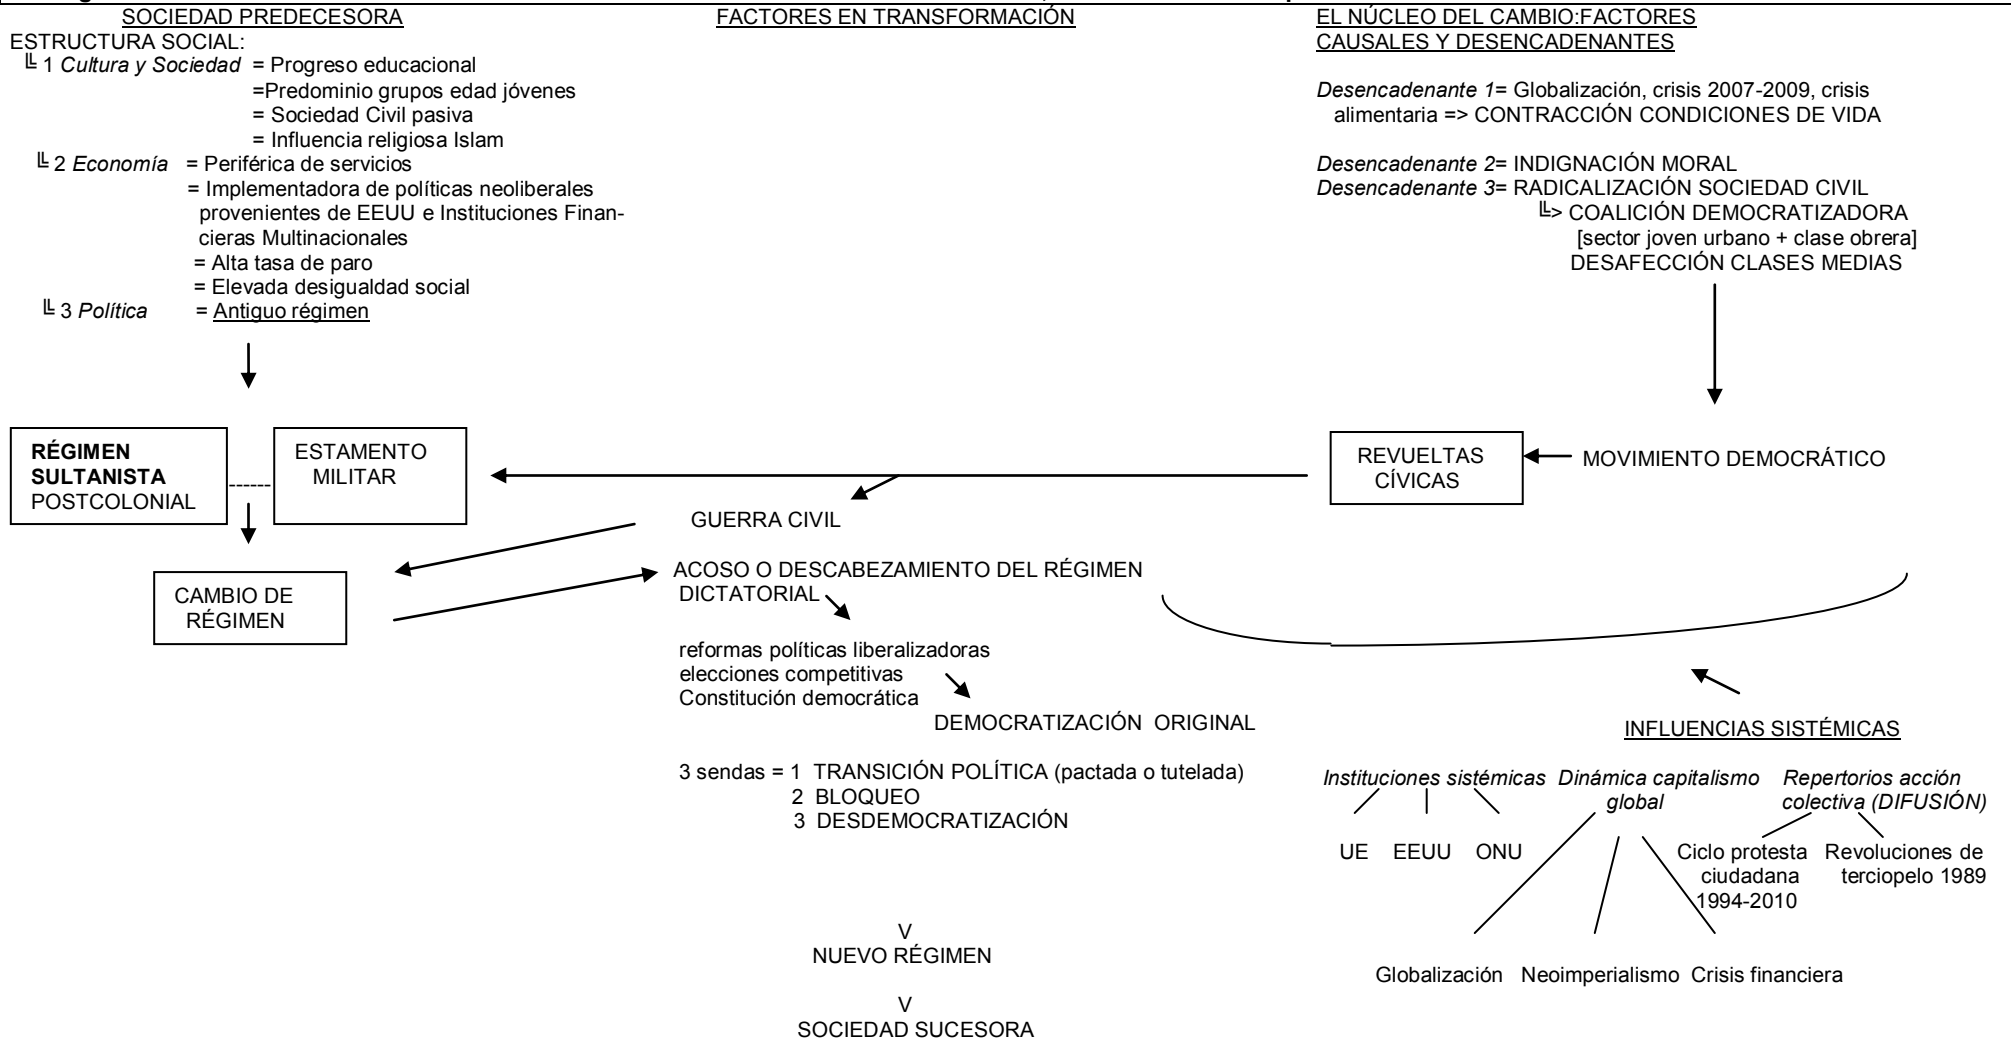 SOCIEDAD PREDECESORA
ESTRUCTURA SOCIAL:
╚ 1 Cultura y Sociedad = Progreso educacional
=Predominio grupos edad jóvenes
= Sociedad Civil pasiva
= Influencia religiosa Islam
╚ 2 Economía = Periférica de servicios
= Implementadora de políticas neoliberales
provenientes de EEUU e Instituciones Finan-
cieras Multinacionales
= Alta tasa de paro
= Elevada desigualdad social
╚ 3 Política = Antiguo régimen
RÉGIMEN
SULTANISTA
POSTCOLONIAL
------
ESTAMENTO
MILITAR
CAMBIO DE
RÉGIMEN
FACTORES EN TRANSFORMACIÓN
GUERRA CIVIL
ACOSO O DESCABEZAMIENTO DEL RÉGIMEN
DICTATORIAL
reformas políticas liberalizadoras
elecciones competitivas
Constitución democrática
DEMOCRATIZACIÓN ORIGINAL
3 sendas = 1 TRANSICIÓN POLÍTICA (pactada o tutelada)
2 BLOQUEO
3 DESDEMOCRATIZACIÓN
V
NUEVO RÉGIMEN
V
SOCIEDAD SUCESORA
EL NÚCLEO DEL CAMBIO:FACTORES
CAUSALES Y DESENCADENANTES
Desencadenante 1= Globalización, crisis 2007-2009, crisis
alimentaria => CONTRACCIÓN CONDICIONES DE VIDA
Desencadenante 2= INDIGNACIÓN MORAL
Desencadenante 3= RADICALIZACIÓN SOCIEDAD CIVIL
╚> COALICIÓN DEMOCRATIZADORA
[sector joven urbano + clase obrera]
DESAFECCIÓN CLASES MEDIAS
REVUELTAS
CÍVICAS
MOVIMIENTO DEMOCRÁTICO
INFLUENCIAS SISTÉMICAS
Instituciones sistémicas
UE EEUU ONU
Dinámica capitalismo
global
Globalización Neoimperialismo Crisis financiera
Repertorios acción
colectiva (DIFUSIÓN)
Ciclo protesta
ciudadana
1994-2010
Revoluciones de
terciopelo 1989